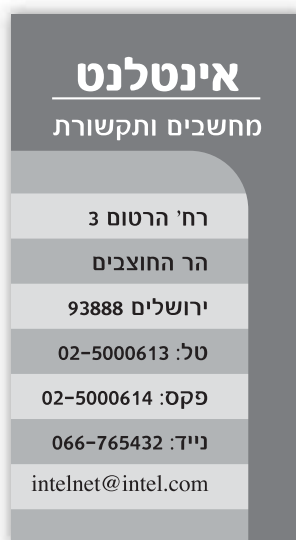 אינטלנט
מחשבים ותקשורת
רח' הרטום 3
הר החוצבים
ירושלים 93888
טל: 02-5000613
פקס: 02-5000614
נייד: 066-765432
intelnet@intel.com